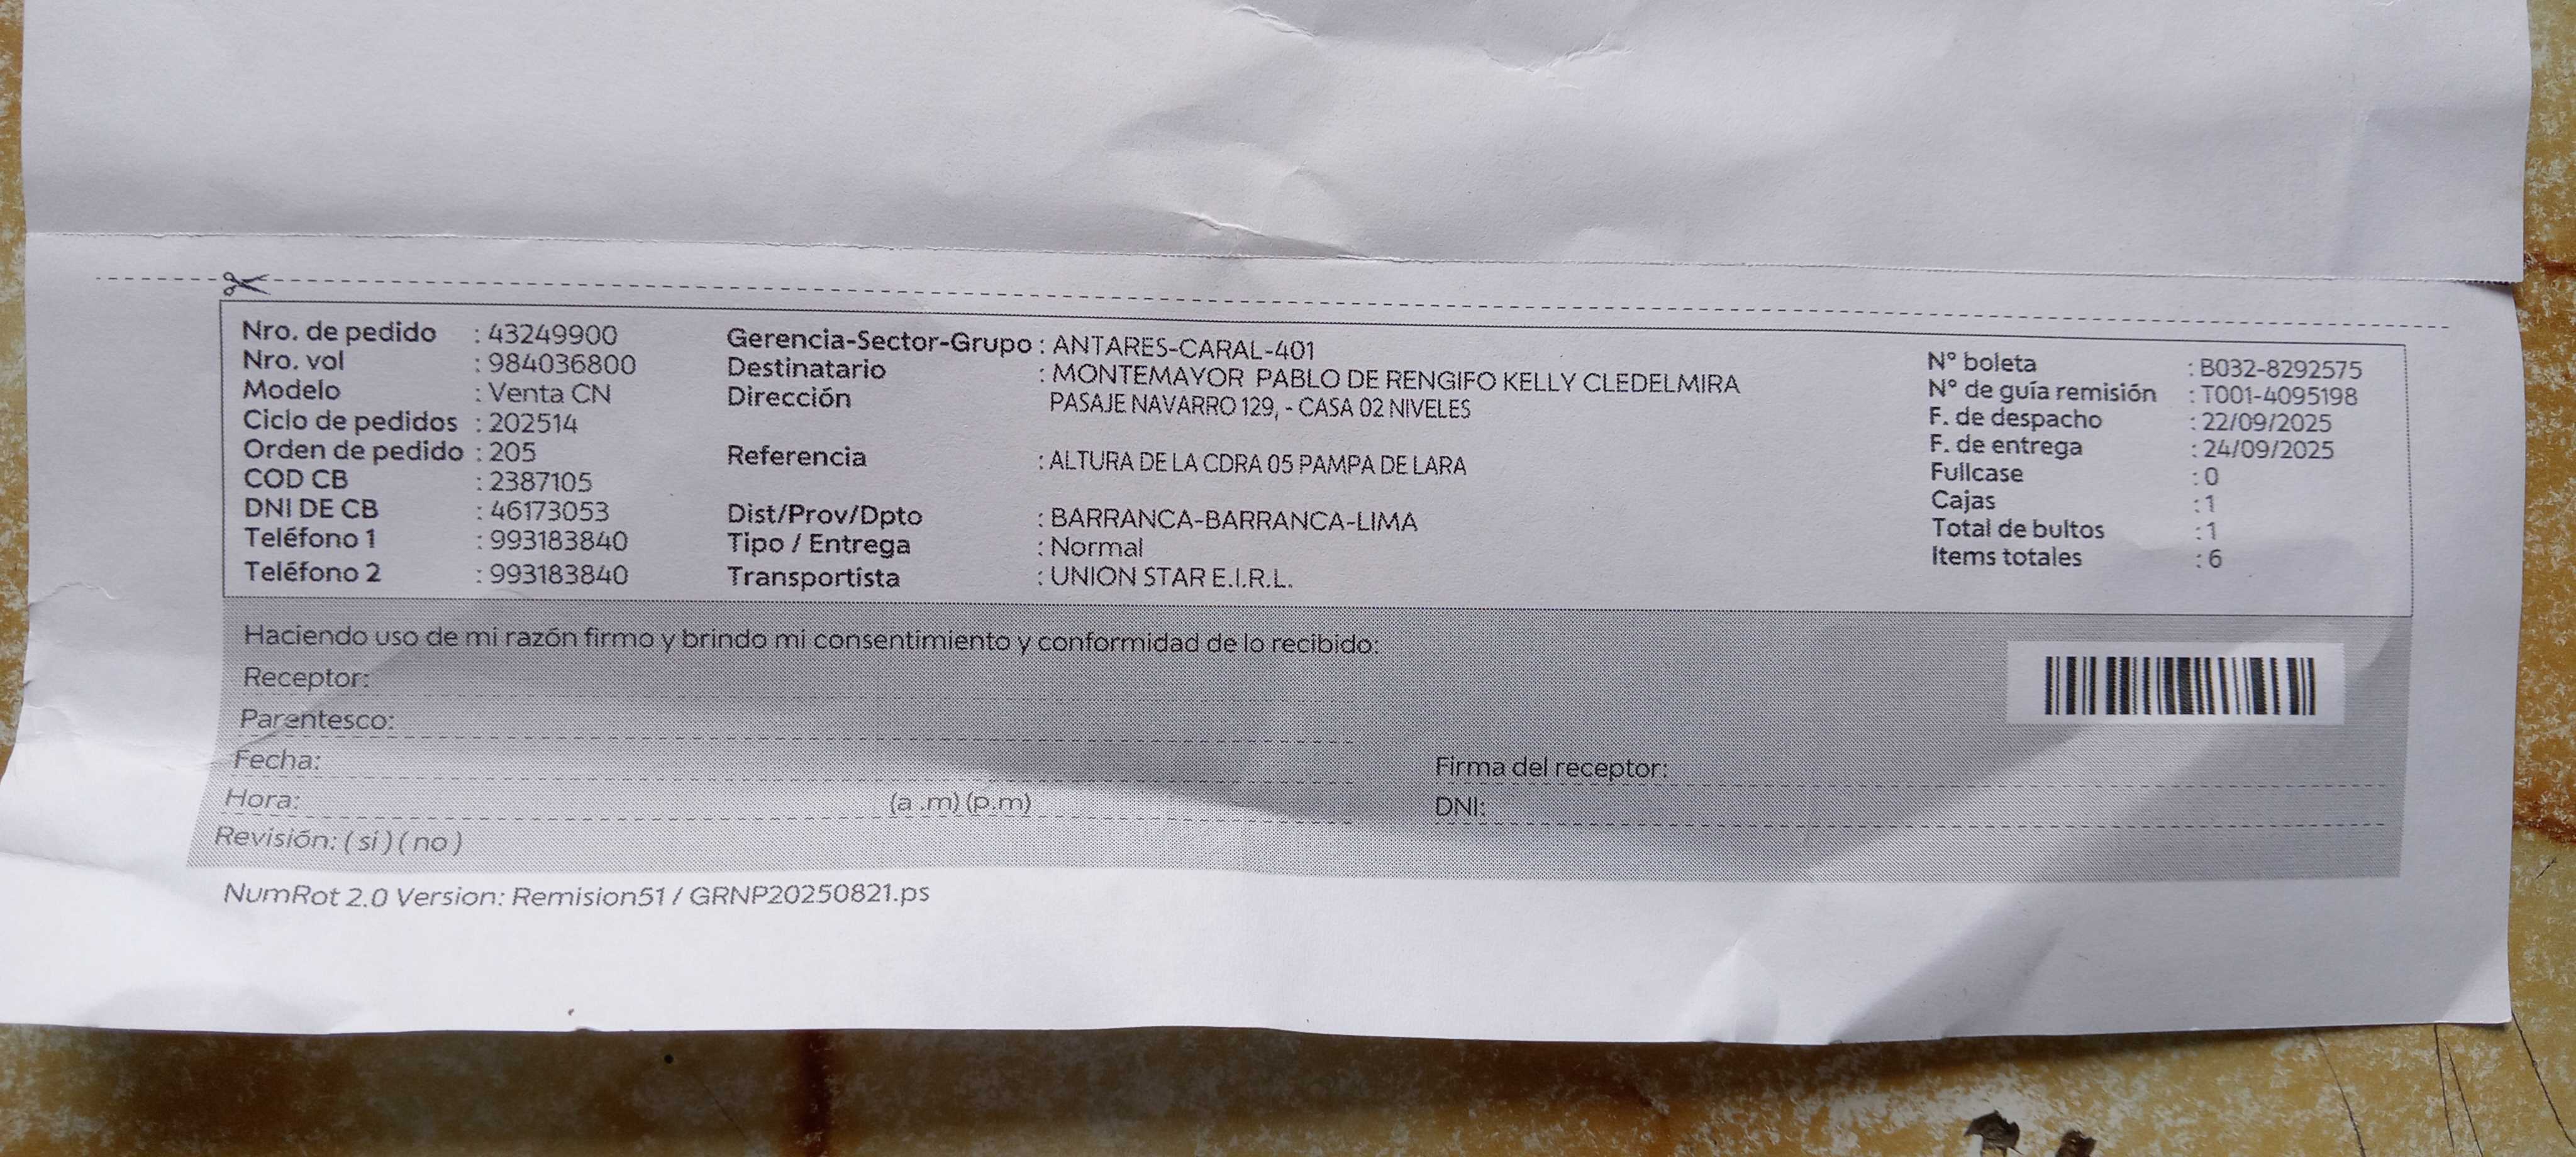 Nro. de pedido : 43249900
Nro. vol : 984036800
Modelo : Venta CN
Ciclo de pedidos : 202514
Orden de pedido : 205
COD CB : 2387105
DNI DE CB : 46173053
Teléfono 1 : 993183840
Teléfono 2 : 993183840
Gerencia-Sector-Grupo : ANTARES-CARAL-401
Destinatario : MONTEMAYOR PABLO DE RENGIFO KELLY CLEDELMIRA
Dirección PASAJE NAVARRO 129, - CASA 02 NIVELES
Referencia : ALTURA DE LA CDRA 05 PAMPA DE LARA
Dist/Prov/Dpto : BARRANCA-BARRANCA-LIMA
Tipo / Entrega : Normal
Transportista : UNION STAR E.I.R.L.
N° boleta : B032-8292575
N° de guía remisión : T001-4095198
F. de despacho : 22/09/2025
F. de entrega : 24/09/2025
Fullcase : 0
Cajas : 1
Total de bultos : 1
Items totales : 6
Haciendo uso de mi razón firmo y brindo mi consentimiento y conformidad de lo recibido:
Receptor:
Parentesco:
Fecha:
Hora: (a .m) (p.m)
Revisión: ( si ) ( no )
Firma del receptor:
DNI:
NumRot 2.0 Version: Remision51 / GRNP20250821.ps